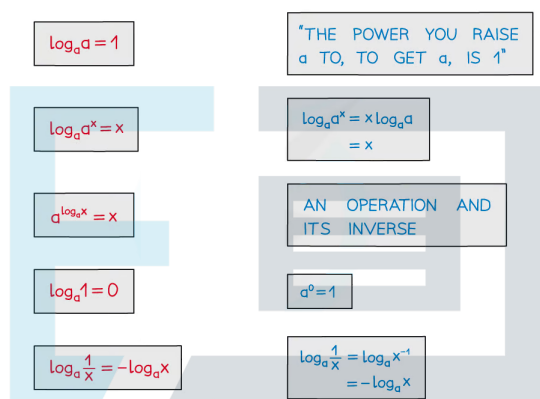 logₐa = 1
"THE POWER YOU RAISE
a TO, TO GET a, IS 1"
logₐaˣ = x
logₐaˣ = x logₐa
= x
a^(logₐx) = x
AN OPERATION AND
ITS INVERSE
logₐ1 = 0
a⁰ = 1
logₐ 1/x = −logₐx
logₐ 1/x = logₐx⁻¹
= −logₐx